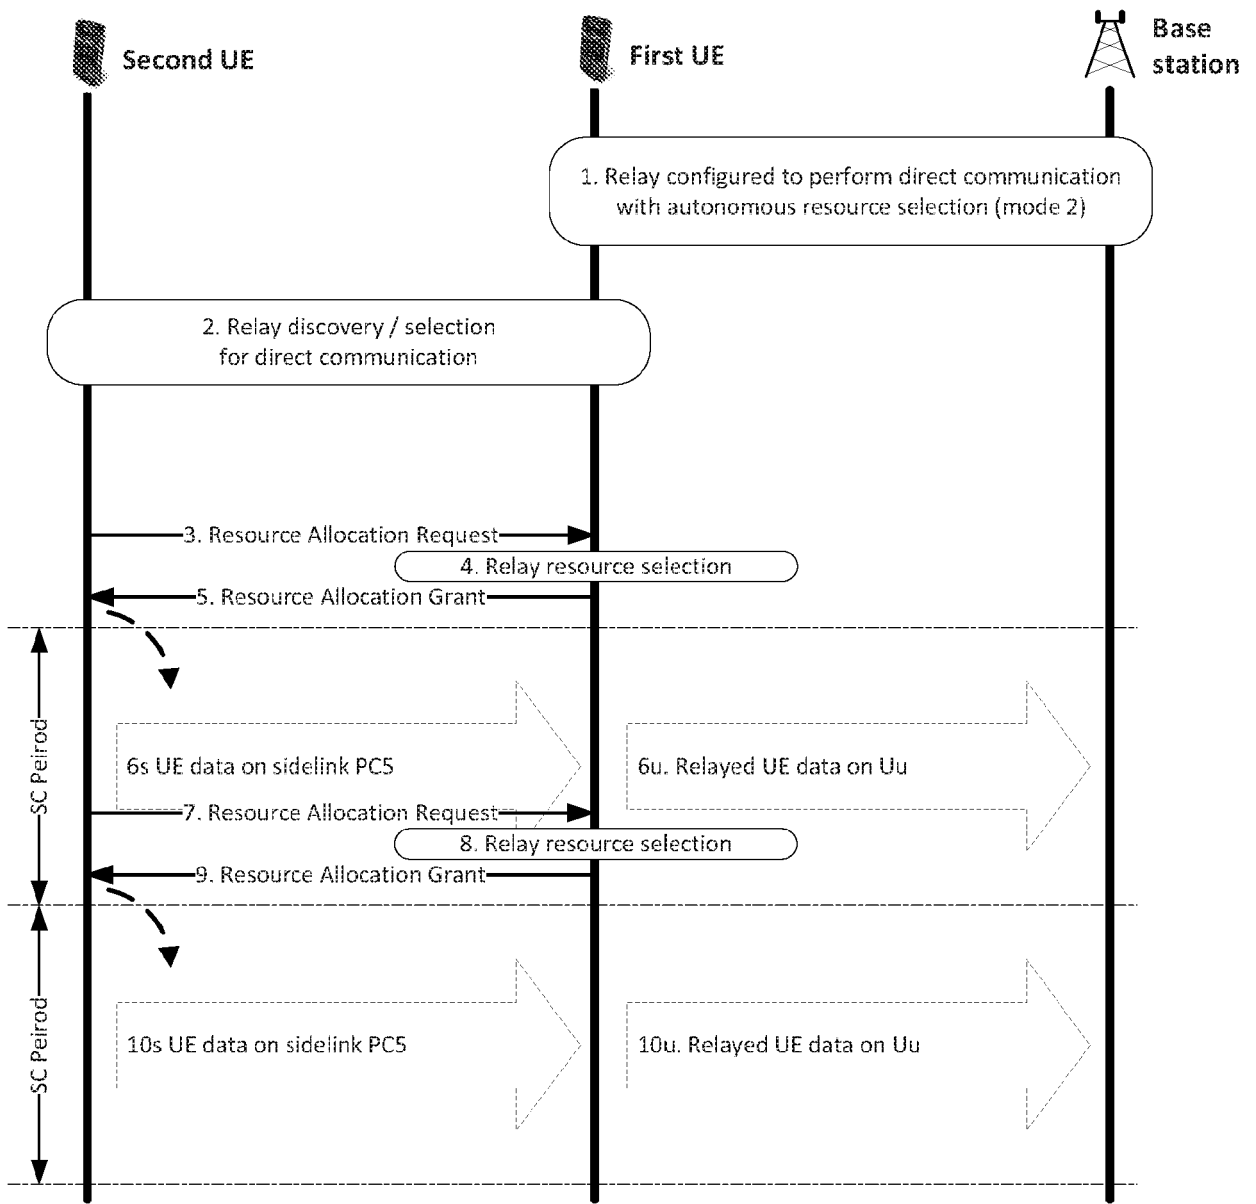 Second UE
First UE
Base
station
1. Relay configured to perform direct communication
with autonomous resource selection (mode 2)
2. Relay discovery / selection
for direct communication
3. Resource Allocation Request
4. Relay resource selection
5. Resource Allocation Grant
SC Peirod
6s UE data on sidelink PC5
6u. Relayed UE data on Uu
7. Resource Allocation Request
8. Relay resource selection
9. Resource Allocation Grant
SC Peirod
10s UE data on sidelink PC5
10u. Relayed UE data on Uu